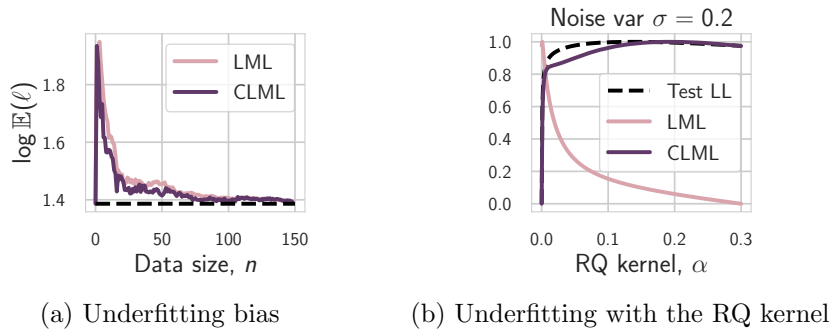 LML
CLML
1.8
1.6
1.4
log 𝔼(ℓ)
0
50
100
150
Data size, n
(a) Underfitting bias
Noise var σ = 0.2
1.0
0.8
0.6
0.4
0.2
0.0
Test LL
LML
CLML
0.0
0.1
0.2
0.3
RQ kernel, α
(b) Underfitting with the RQ kernel